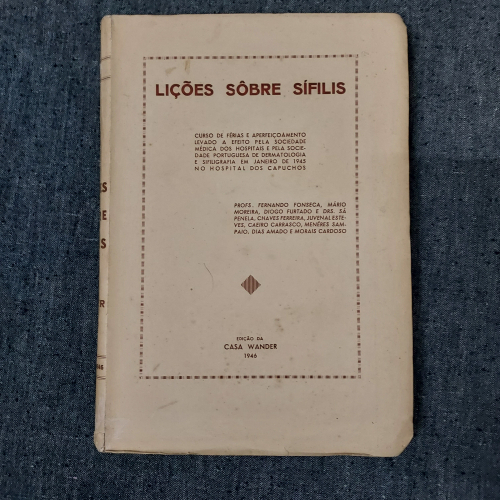 LIÇÕES SÔBRE SÍFILIS
CURSO DE FÉRIAS E APERFEIÇOAMENTO
LEVADO A EFEITO PELA SOCIEDADE
MÉDICA DOS HOSPITAIS E PELA SOCIE-
DADE PORTUGUESA DE DERMATOLOGIA
E SIFILIGRAFIA EM JANEIRO DE 1945
NO HOSPITAL DOS CAPUCHOS
PROFS. FERNANDO FONSECA, MÁRIO
MOREIRA, DIOGO FURTADO E DRS. SÁ
PENELA, CHAVES FERREIRA, JUVENAL ESTE-
VES, CAEIRO CARRASCO, MENÉRES SAM-
PAIO, DIAS AMADO E MORAIS CARDOSO
EDIÇÃO DA
CASA WANDER
1946